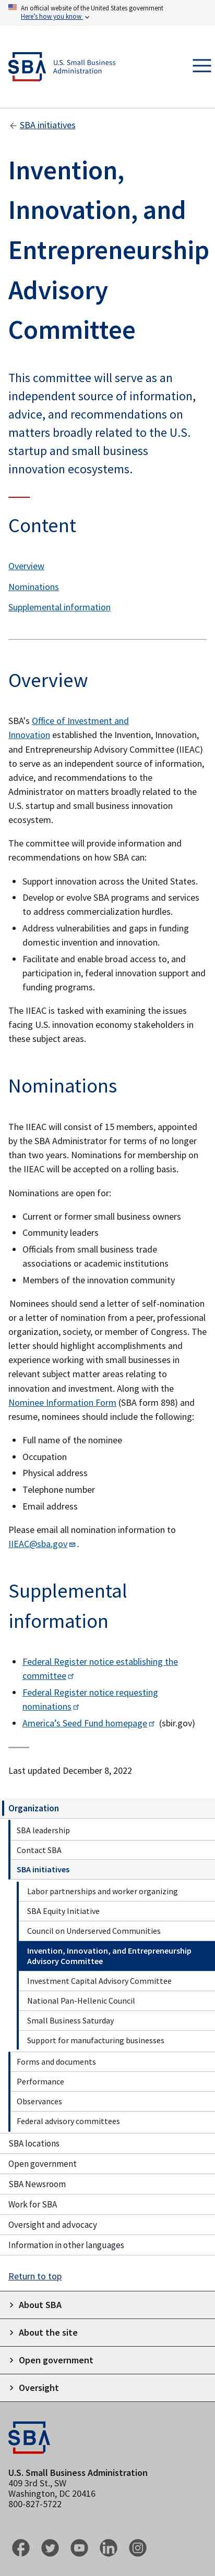 An official website of the United States government
Here's how you know
SBA
U.S. Small Business
Administration
SBA initiatives
Invention,
Innovation, and
Entrepreneurship
Advisory
Committee
This committee will serve as an
independent source of information,
advice, and recommendations on
matters broadly related to the U.S.
startup and small business
innovation ecosystems.
Content
Overview
Nominations
Supplemental information
Overview
SBA's Office of Investment and
Innovation established the Invention, Innovation,
and Entrepreneurship Advisory Committee (IIEAC)
to serve as an independent source of information,
advice, and recommendations to the
Administrator on matters broadly related to the
U.S. startup and small business innovation
ecosystem.
The committee will provide information and
recommendations on how SBA can:
• Support innovation across the United States.
• Develop or evolve SBA programs and services
to address commercialization hurdles.
• Address vulnerabilities and gaps in funding
domestic invention and innovation.
• Facilitate and enable broad access to, and
participation in, federal innovation support and
funding programs.
The IIEAC is tasked with examining the issues
facing U.S. innovation economy stakeholders in
these subject areas.
Nominations
The IIEAC will consist of 15 members, appointed
by the SBA Administrator for terms of no longer
than two years. Nominations for membership on
the IIEAC will be accepted on a rolling basis.
Nominations are open for:
• Current or former small business owners
• Community leaders
• Officials from small business trade
associations or academic institutions
• Members of the innovation community
Nominees should send a letter of self-nomination
or a letter of nomination from a peer, professional
organization, society, or member of Congress. The
letter should highlight accomplishments and
experience working with small businesses in
relevant subject matter areas relating to
innovation and investment. Along with the
Nominee Information Form (SBA form 898) and
resume, nominees should include the following:
• Full name of the nominee
• Occupation
• Physical address
• Telephone number
• Email address
Please email all nomination information to
IIEAC@sba.gov .
Supplemental
information
• Federal Register notice establishing the
committee
• Federal Register notice requesting
nominations
• America's Seed Fund homepage (sbir.gov)
Last updated December 8, 2022
Organization
SBA leadership
Contact SBA
SBA initiatives
Labor partnerships and worker organizing
SBA Equity Initiative
Council on Underserved Communities
Invention, Innovation, and Entrepreneurship
Advisory Committee
Investment Capital Advisory Committee
National Pan-Hellenic Council
Small Business Saturday
Support for manufacturing businesses
Forms and documents
Performance
Observances
Federal advisory committees
SBA locations
Open government
SBA Newsroom
Work for SBA
Oversight and advocacy
Information in other languages
Return to top
About SBA
About the site
Open government
Oversight
SBA
U.S. Small Business Administration
409 3rd St., SW
Washington, DC 20416
800-827-5722